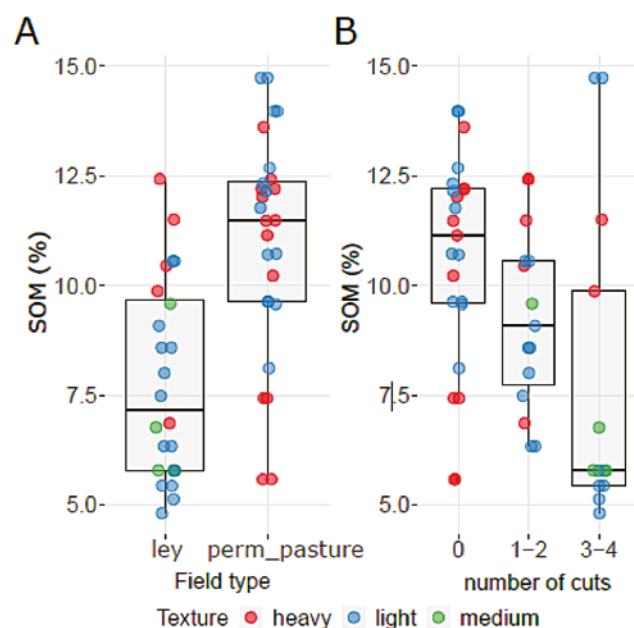 A
B
SOM (%)
15.0
12.5
10.0
7.5
5.0
ley perm_pasture
Field type
SOM (%)
15.0
12.5
10.0
7.5
5.0
0 1−2 3−4
number of cuts
Texture heavy light medium